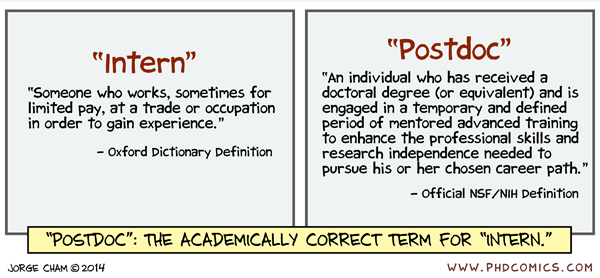 “Intern”
“Someone who works, sometimes for
limited pay, at a trade or occupation
in order to gain experience.”
– Oxford Dictionary Definition
“Postdoc”
“An individual who has received a
doctoral degree (or equivalent) and is
engaged in a temporary and defined
period of mentored advanced training
to enhance the professional skills and
research independence needed to
pursue his or her chosen career path.”
– Official NSF/NIH Definition
“POSTDOC”: THE ACADEMICALLY CORRECT TERM FOR “INTERN.”
JORGE CHAM © 2014
WWW.PHDCOMICS.COM